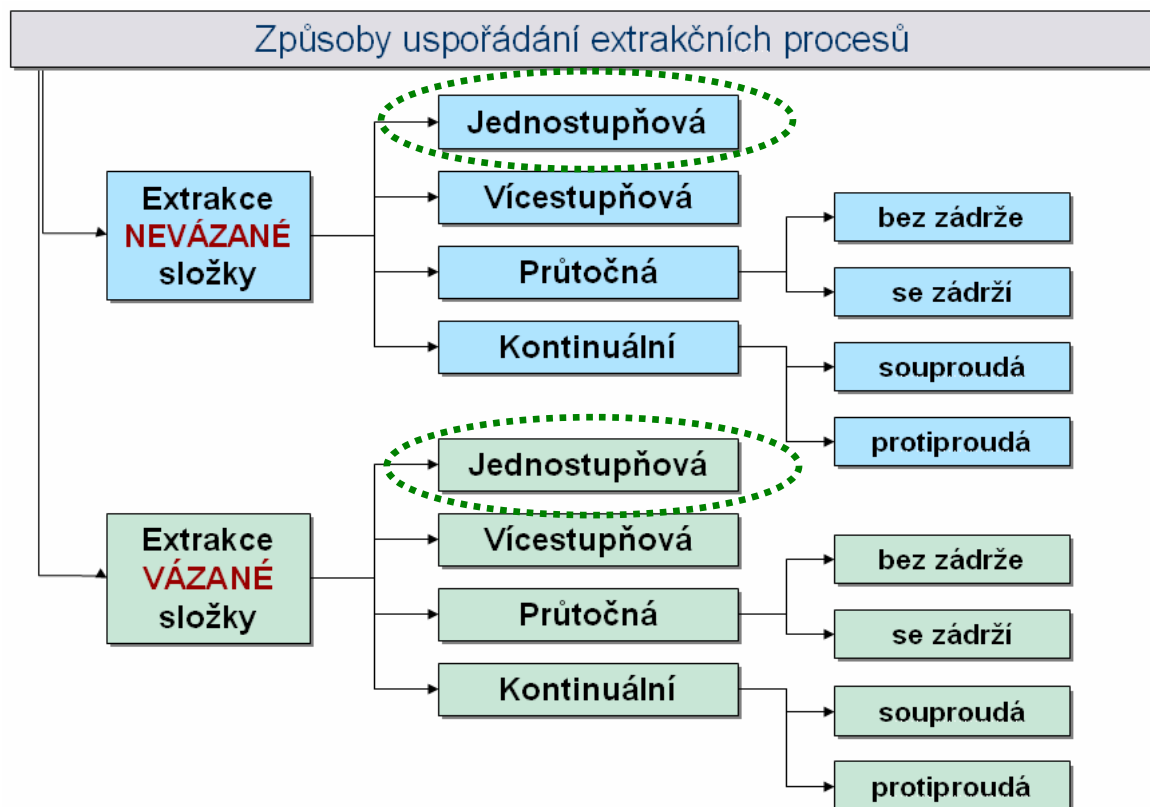 Způsoby uspořádání extrakčních procesů
Extrakce
NEVÁZANÉ
složky
Jednostupňová
Vícestupňová
Průtočná
bez zádrže
se zádrží
Kontinuální
souproudá
protiproudá
Extrakce
VÁZANÉ
složky
Jednostupňová
Vícestupňová
Průtočná
bez zádrže
se zádrží
Kontinuální
souproudá
protiproudá